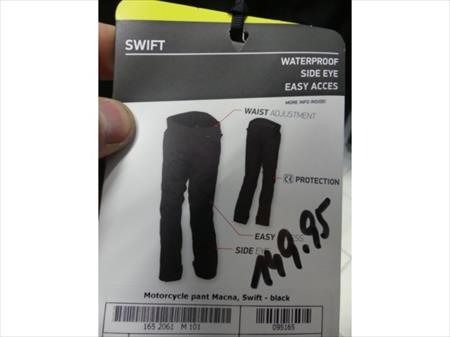 SWIFT
WATERPROOF
SIDE EYE
EASY ACCES
MORE INFO INSIDE!
WAIST ADJUSTMENT
CE PROTECTION
EASY
SIDE EYE
149.95
Motorcycle pant Macna, Swift - black
165 2061 M 101
095165